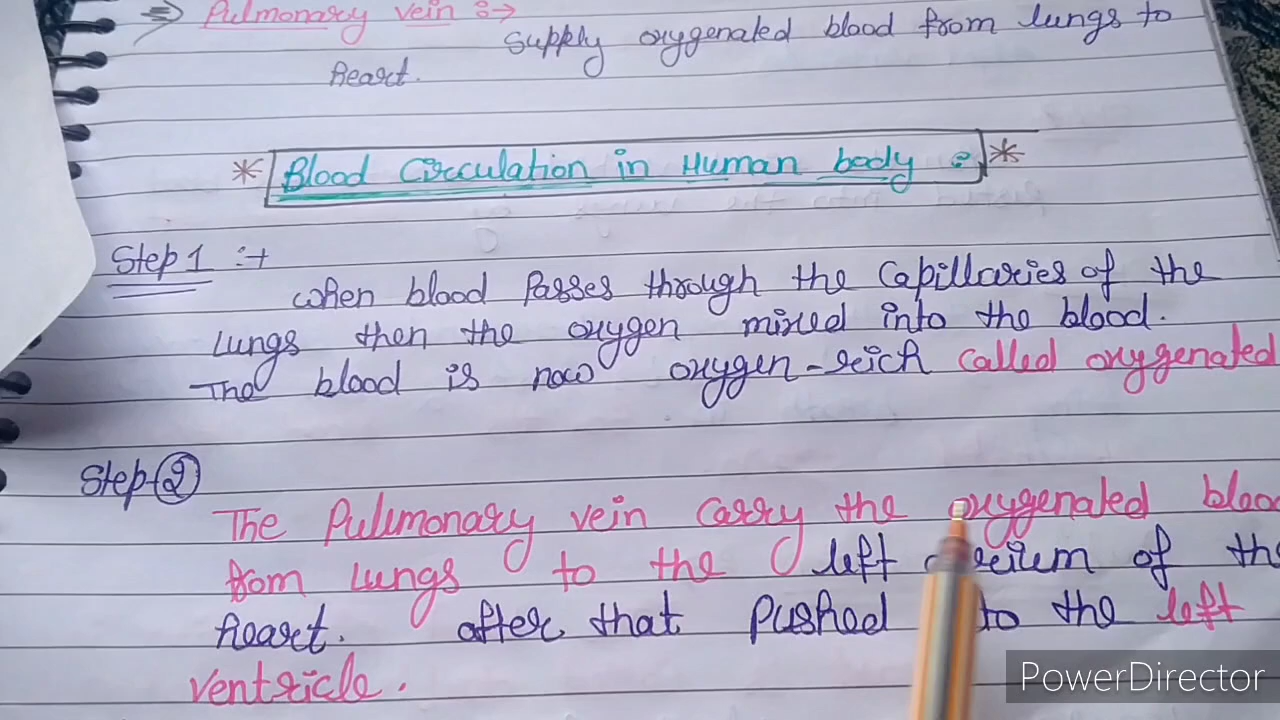 => Pulmonary vein :->
supply oxygenated blood from lungs to
heart.
* Blood Circulation in Human body : *
Step 1 :->
when blood Passes through the Capillaries of the
lungs then the oxygen mixed into the blood.
The blood is now oxygen-rich called oxygenated
Step-②
The Pulmonary vein carry the oxygenated blood
from lungs to the left of the
heart. after that pushed to the left
ventricle.
PowerDirector